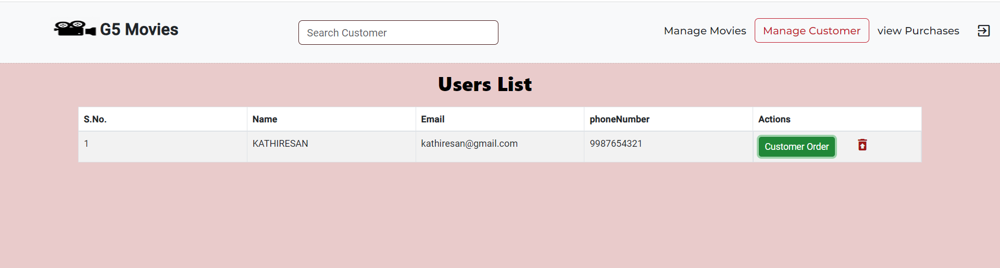 G5 Movies
Search Customer
Manage Movies Manage Customer view Purchases
Users List
S.No. Name Email phoneNumber Actions
1 KATHIRESAN kathiresan@gmail.com 9987654321 Customer Order